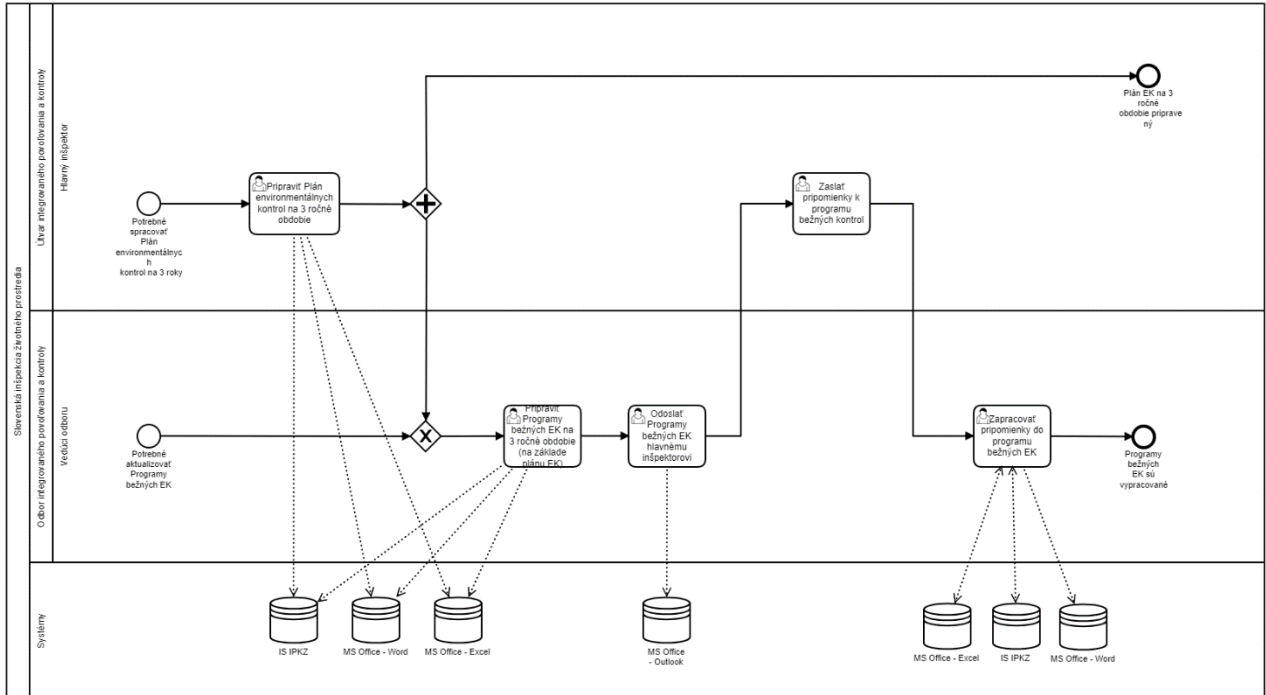 Slovenská inšpekcia životného prostredia
Útvar integrovaného povoľovania a kontroly
Hlavný inšpektor
Potrebné
spracovať
Plán
environmentálnyc
h
kontrol na 3 roky
Pripraviť Plán
environmentálnych
kontrol na 3 ročné
obdobie
Zaslať
pripomienky k
programu
bežných kontrol
Plán EK na 3
ročné
obdobie priprave
ný
Odbor integrovaného povoľovania a kontroly
Vedúci odboru
Potrebné
aktualizovať
Programy
bežných EK
Pripraviť
Programy
bežných EK na
3 ročné obdobie
(na základe
plánu EK)
Odoslať
Programy
bežných EK
hlavnému
inšpektorovi
Zapracovať
pripomienky do
programu
bežných EK
Programy
bežných
EK sú
vypracované
Systémy
IS IPKZ
MS Office - Word
MS Office - Excel
MS Office
- Outlook
MS Office - Excel
IS IPKZ
MS Office - Word